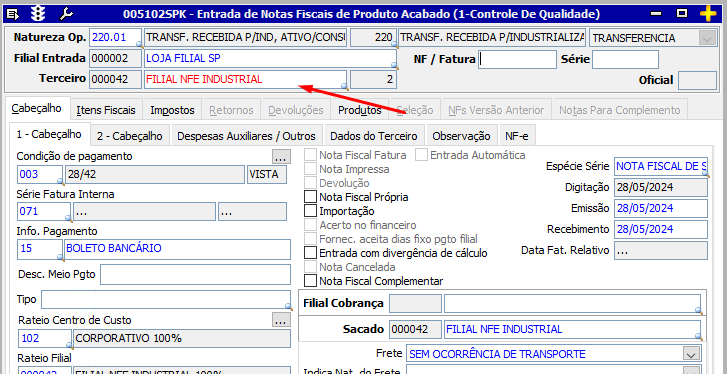 005102SPK - Entrada de Notas Fiscais de Produto Acabado (1-Controle De Qualidade)
Natureza Op. 220.01 TRANSF. RECEBIDA P/IND, ATIVO/CONS 220 TRANSF. RECEBIDA P/INDUSTRIALIZA TRANSFERENCIA
Filial Entrada 000002 LOJA FILIAL SP NF / Fatura Série
Terceiro 000042 FILIAL NFE INDUSTRIAL 2 Oficial
Cabeçalho Itens Fiscais Impostos Retornos Devoluções Produtos Seleção NFs Versão Anterior Notas Para Complemento
1 - Cabeçalho 2 - Cabeçalho Despesas Auxiliares / Outros Dados do Terceiro Observação NF-e
Condição de pagamento ...
003 28/42 VISTA
Série Fatura Interna
071 ... ...
Info. Pagamento
15 BOLETO BANCÁRIO
Desc. Meio Pgto
Tipo
Rateio Centro de Custo ...
102 CORPORATIVO 100%
Rateio Filial
000042 FILIAL NFE INDUSTRIAL 100%
Nota Fiscal Fatura Entrada Automática
Nota Impressa
Devolução
Nota Fiscal Própria
Importação
Acerto no financeiro
Fornec. aceita dias fixo pgto filial
Entrada com divergência de cálculo
Nota Cancelada
Nota Fiscal Complementar
Espécie Série NOTA FISCAL DE S
Digitação 28/05/2024
Emissão 28/05/2024
Recebimento 28/05/2024
Data Fat. Relativo ...
Filial Cobrança
Sacado 000042 FILIAL NFE INDUSTRIAL
Frete SEM OCORRÊNCIA DE TRANSPORTE
Indica Nat. do Frete